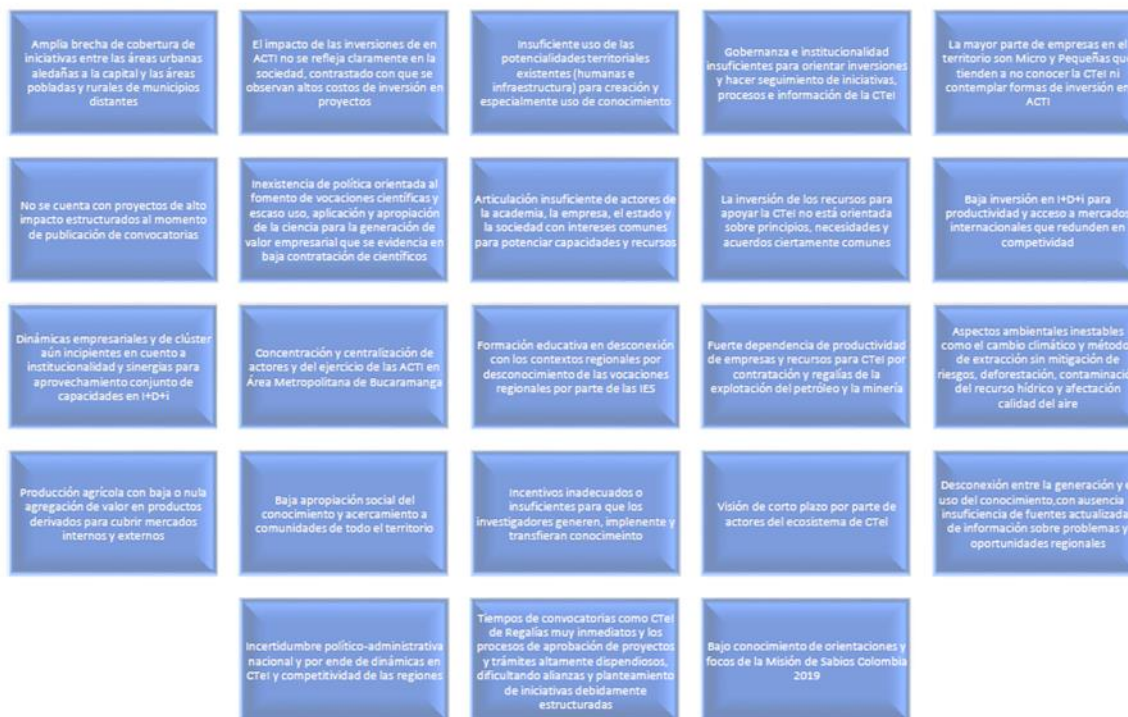 Amplia brecha de cobertura de
iniciativas entre las áreas urbanas
aledañas a la capital y las áreas
pobladas y rurales de municipios
distantes
El impacto de las inversiones de en
ACTI no se refleja claramente en la
sociedad, contrastado con que se
observan altos costos de inversión en
proyectos
Insuficiente uso de las
potencialidades territoriales
existentes (humanas e
infraestructura) para creación y
especialmente uso de conocimiento
Gobernanza e institucionalidad
insuficientes para orientar inversiones
y hacer seguimiento de iniciativas,
procesos e información de la CTeI
La mayor parte de empresas en el
territorio son Micro y Pequeñas que
tienden a no conocer la CTeI ni
contemplar formas de inversión en
ACTI
No se cuenta con proyectos de alto
impacto estructurados al momento
de publicación de convocatorias
Inexistencia de política orientada al
fomento de vocaciones científicas y
escaso uso, aplicación y apropiación
de la ciencia para la generación de
valor empresarial que se evidencia en
baja contratación de científicos
Articulación insuficiente de actores de
la academia, la empresa, el estado y
la sociedad con intereses comunes
para potenciar capacidades y recursos
La inversión de los recursos para
apoyar la CTeI no está orientada
sobre principios, necesidades y
acuerdos ciertamente comunes
Baja inversión en I+D+i para
productividad y acceso a mercados
internacionales que redunden en
competividad
Dinámicas empresariales y de clúster
aún incipientes en cuento a
institucionalidad y sinergias para
aprovechamiento conjunto de
capacidades en I+D+i
Concentración y centralización de
actores y del ejercicio de las ACTI en
Área Metropolitana de Bucaramanga
Formación educativa en desconexión
con los contextos regionales por
desconocimiento de las vocaciones
regionales por parte de las IES
Fuerte dependencia de productividad
de empresas y recursos para CTeI por
contratación y regalías de la
explotación del petróleo y la minería
Aspectos ambientales inestables
como el cambio climático y método
de extracción sin mitigación de
riesgos, deforestación, contaminació
del recurso hídrico y afectación
calidad del aire
Producción agrícola con baja o nula
agregación de valor en productos
derivados para cubrir mercados
internos y externos
Baja apropiación social del
conocimiento y acercamiento a
comunidades de todo el territorio
Incentivos inadecuados o
insuficientes para que los
investigadores generen, implenente y
transfieran conocimeinto
Visión de corto plazo por parte de
actores del ecosistema de CTeI
Desconexión entre la generación y e
uso del conocimiento,con ausencia
insuficiencia de fuentes actualizada
de información sobre problemas y
oportunidades regionales
Incertidumbre político-administrativa
nacional y por ende de dinámicas en
CTeI y competitividad de las regiones
Tiempos de convocatorias como CTeI
de Regalías muy inmediatos y los
procesos de aprobación de proyectos
y trámites altamente dispendiosos,
dificultando alianzas y planteamiento
de iniciativas debidamente
estructuradas
Bajo conocimiento de orientaciones y
focos de la Misión de Sabios Colombia
2019